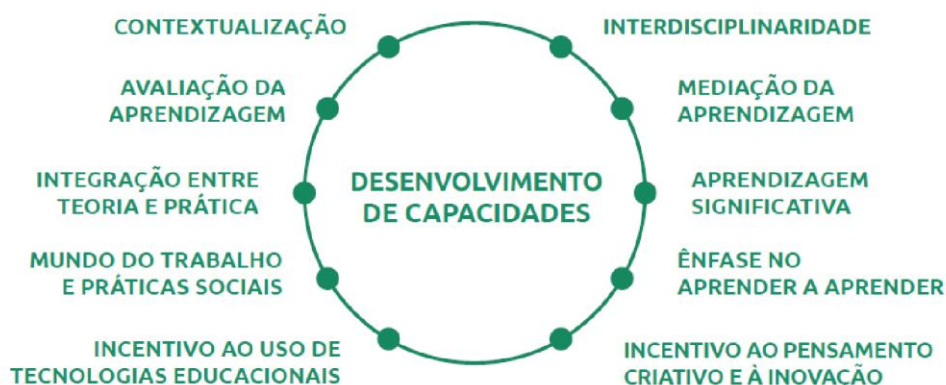 CONTEXTUALIZAÇÃO
INTERDISCIPLINARIDADE
AVALIAÇÃO DA
APRENDIZAGEM
MEDIAÇÃO DA
APRENDIZAGEM
INTEGRAÇÃO ENTRE
TEORIA E PRÁTICA
DESENVOLVIMENTO
DE CAPACIDADES
APRENDIZAGEM
SIGNIFICATIVA
MUNDO DO TRABALHO
E PRÁTICAS SOCIAIS
ÊNFASE NO
APRENDER A APRENDER
INCENTIVO AO USO DE
TECNOLOGIAS EDUCACIONAIS
INCENTIVO AO PENSAMENTO
CRIATIVO E À INOVAÇÃO